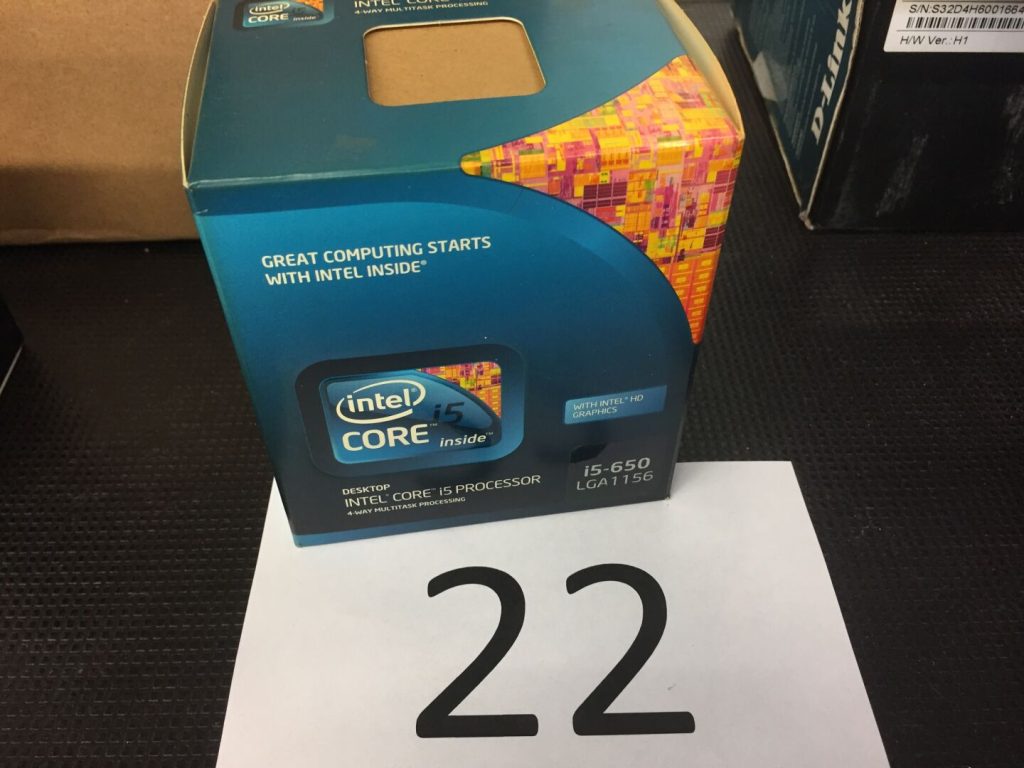 intel
CORE inside
4-WAY MULTITASK PROCESSING
GREAT COMPUTING STARTS
WITH INTEL INSIDE®
intel i5
CORE™ inside™
WITH INTEL® HD
GRAPHICS
DESKTOP
INTEL® CORE™ i5 PROCESSOR
4-WAY MULTITASK PROCESSING
i5-650
LGA1156
22
D-Link
S/N:S32D4H6001664
H/W Ver.:H1